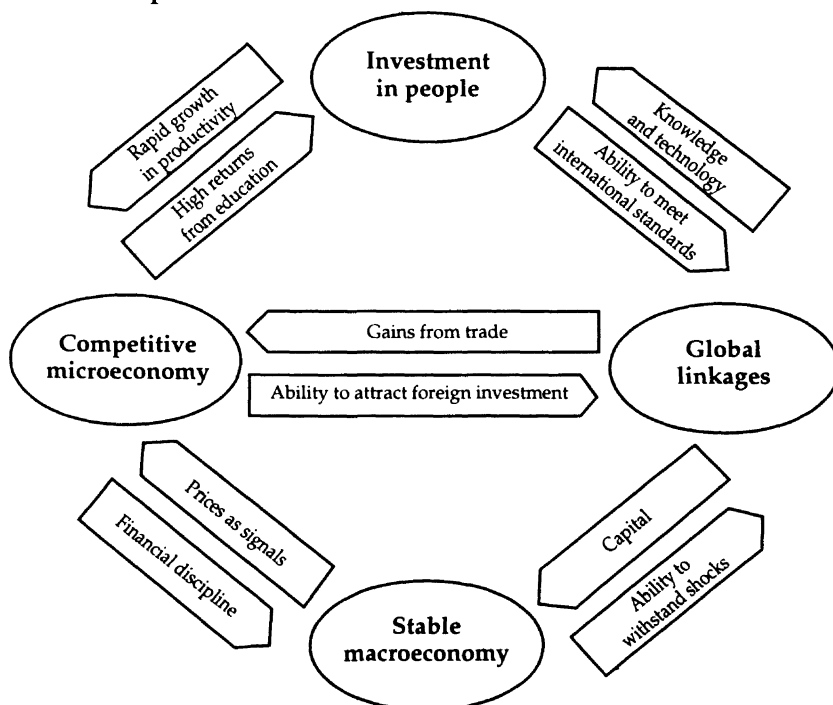 Investment
in people
Rapid growth
in productivity
High returns
from education
Knowledge
and technology
Ability to meet
international standards
Competitive
microeconomy
Gains from trade
Ability to attract foreign investment
Global
linkages
Prices as signals
Financial discipline
Capital
Ability to
withstand shocks
Stable
macroeconomy